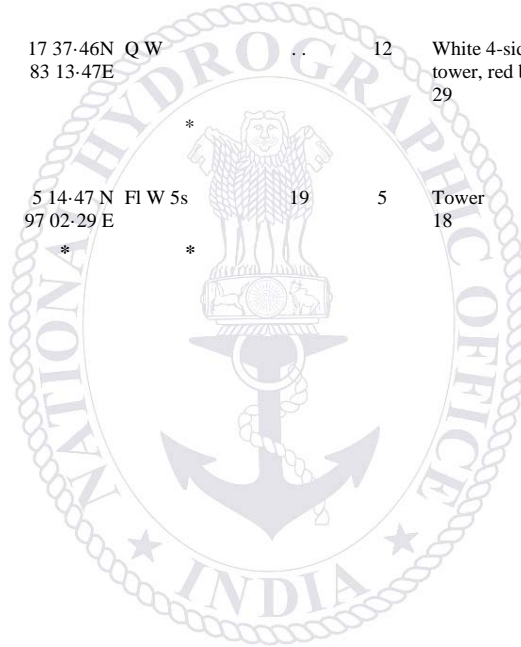 17 37·46N Q W . . 12 White 4-sid
83 13·47E tower, red b
29
*
5 14·47 N Fl W 5s 19 5 Tower
97 02·29 E 18
* *
NATIONAL HYDROGRAPHIC OFFICE
★ INDIA ★